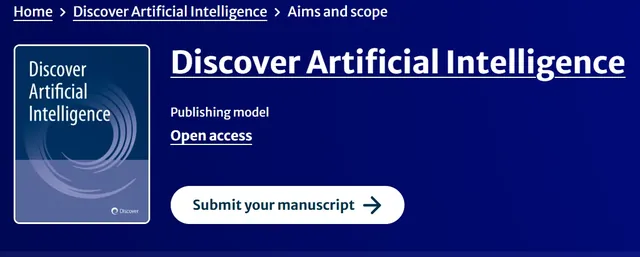 Home > Discover Artificial Intelligence > Aims and scope
Discover Artificial Intelligence
Discover
Artificial
Intelligence
Discover
Publishing model
Open access
Submit your manuscript →